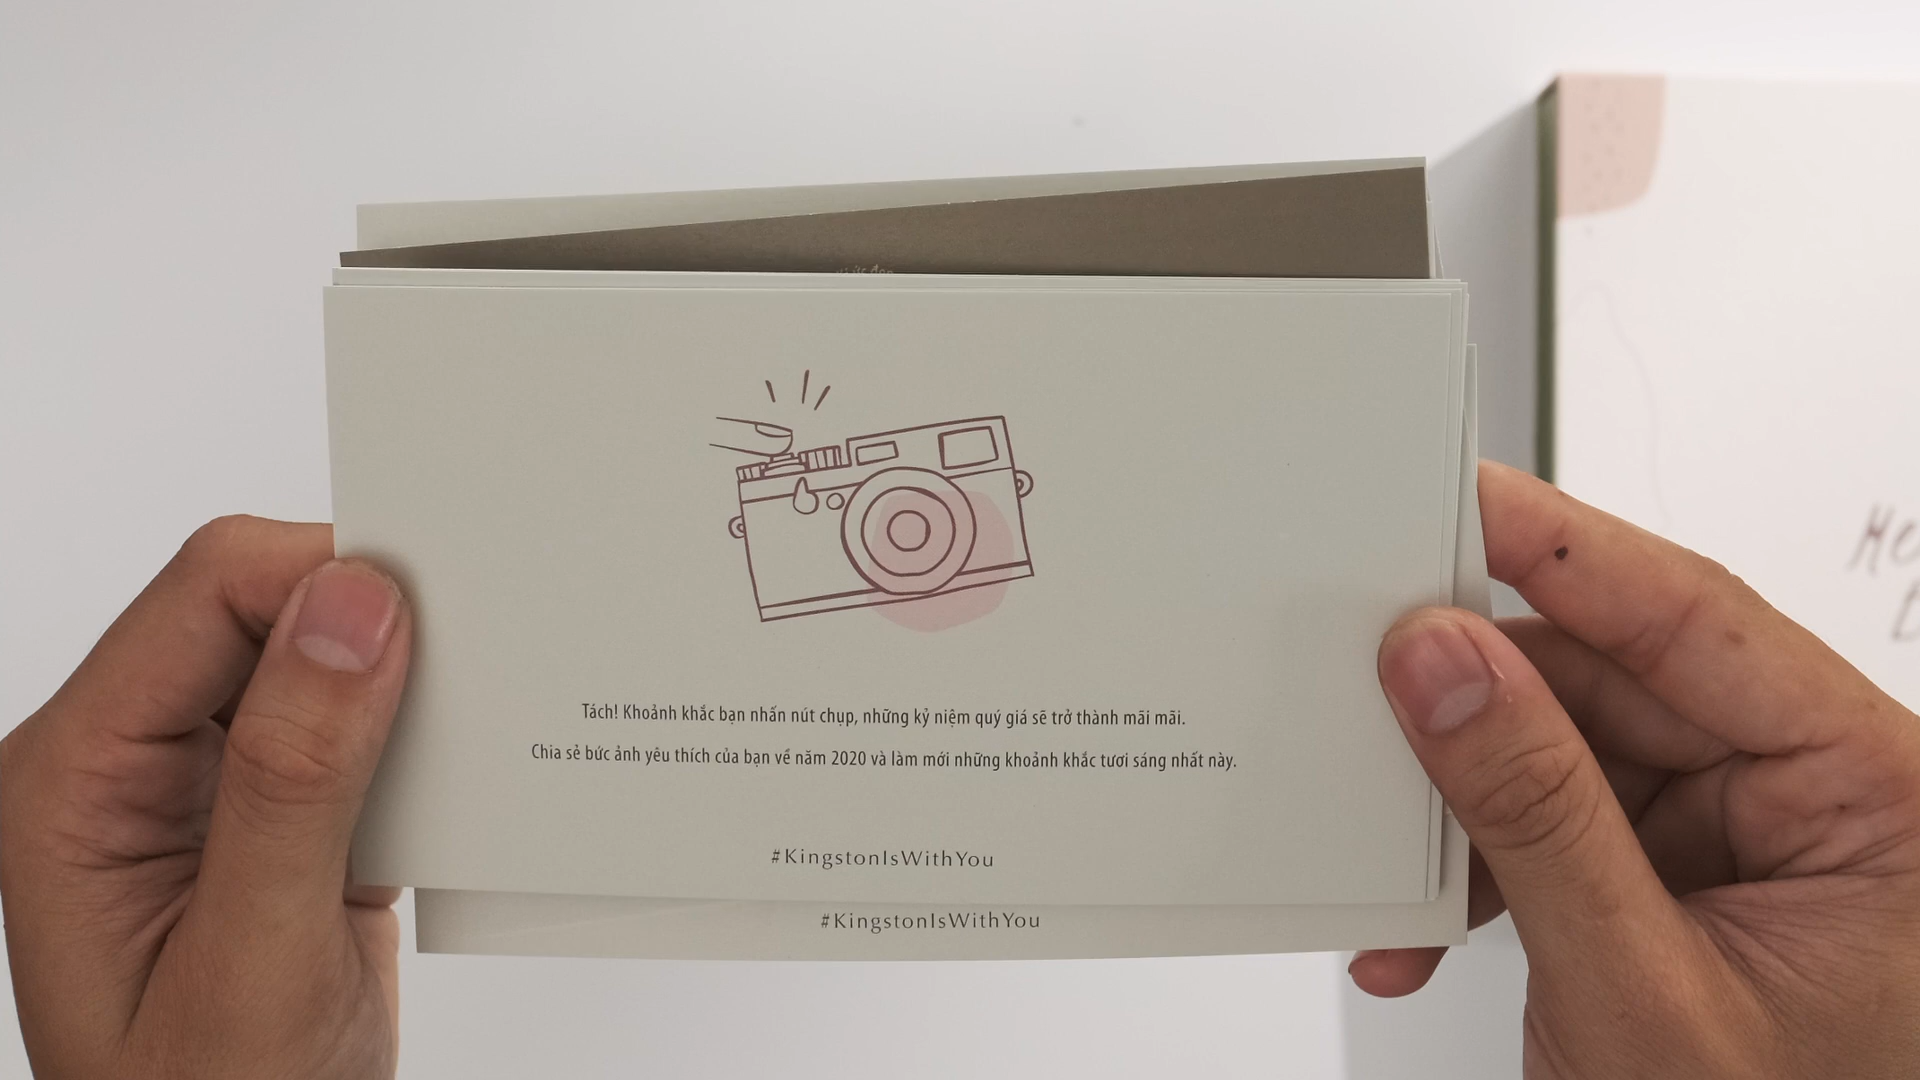 Tách! Khoảnh khắc bạn nhấn nút chụp, những kỷ niệm quý giá sẽ trở thành mãi mãi.
Chia sẻ bức ảnh yêu thích của bạn về năm 2020 và làm mới những khoảnh khắc tươi sáng nhất này.
#KingstonIsWithYou
#KingstonIsWithYou